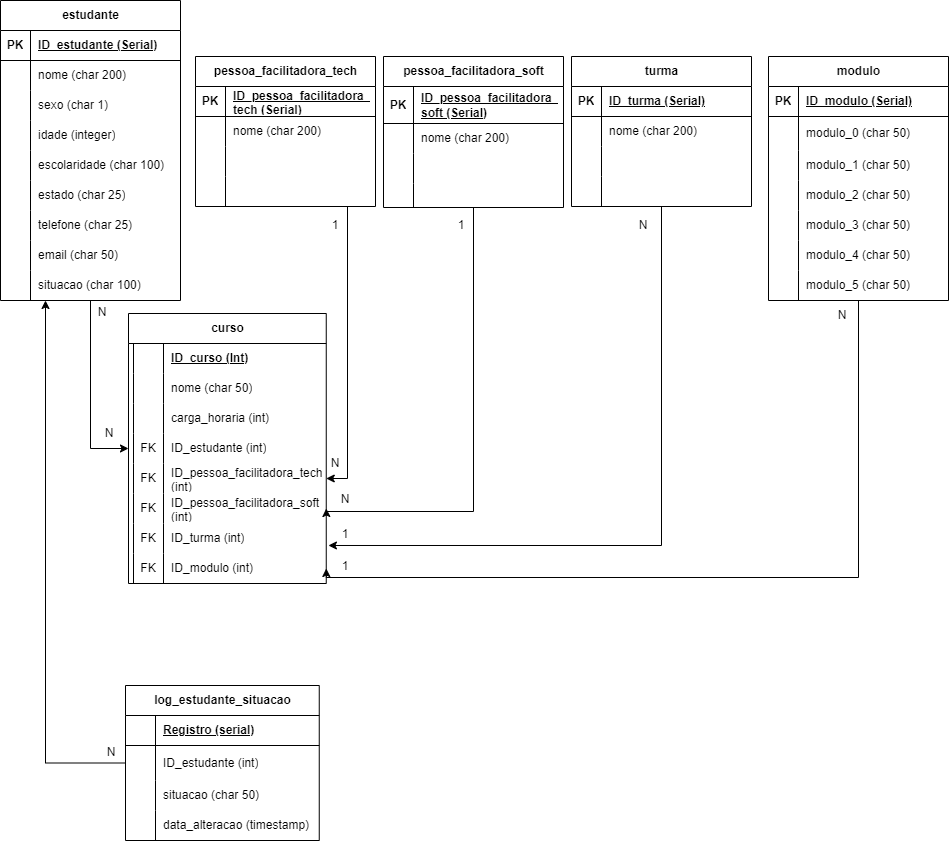 estudante
PK
ID_estudante (Serial)
nome (char 200)
sexo (char 1)
idade (integer)
escolaridade (char 100)
estado (char 25)
telefone (char 25)
email (char 50)
situacao (char 100)
N
N
pessoa_facilitadora_tech
PK
ID_pessoa_facilitadora_
tech (Serial)
nome (char 200)
1
N
pessoa_facilitadora_soft
PK
ID_pessoa_facilitadora_
soft (Serial)
nome (char 200)
1
N
turma
PK
ID_turma (Serial)
nome (char 200)
N
1
modulo
PK
ID_modulo (Serial)
modulo_0 (char 50)
modulo_1 (char 50)
modulo_2 (char 50)
modulo_3 (char 50)
modulo_4 (char 50)
modulo_5 (char 50)
N
1
curso
ID_curso (Int)
nome (char 50)
carga_horaria (int)
FK
ID_estudante (int)
FK
ID_pessoa_facilitadora_tech
(int)
FK
ID_pessoa_facilitadora_soft
(int)
FK
ID_turma (int)
FK
ID_modulo (int)
log_estudante_situacao
Registro (serial)
N
ID_estudante (int)
situacao (char 50)
data_alteracao (timestamp)